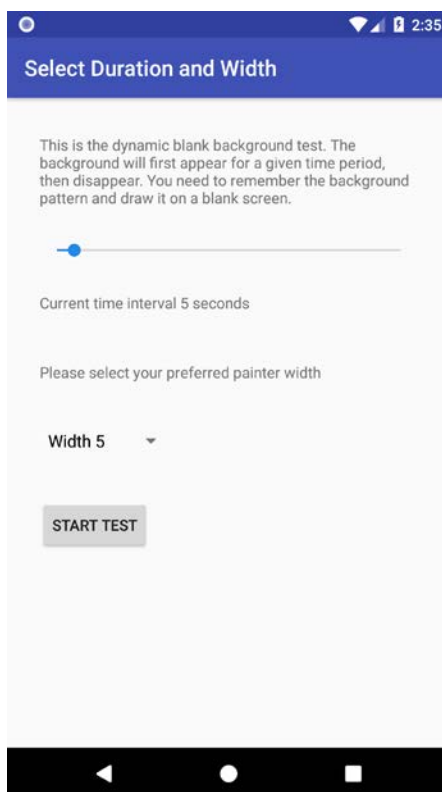 2:35
Select Duration and Width
This is the dynamic blank background test. The
background will first appear for a given time period,
then disappear. You need to remember the background
pattern and draw it on a blank screen.
Current time interval 5 seconds
Please select your preferred painter width
Width 5
START TEST